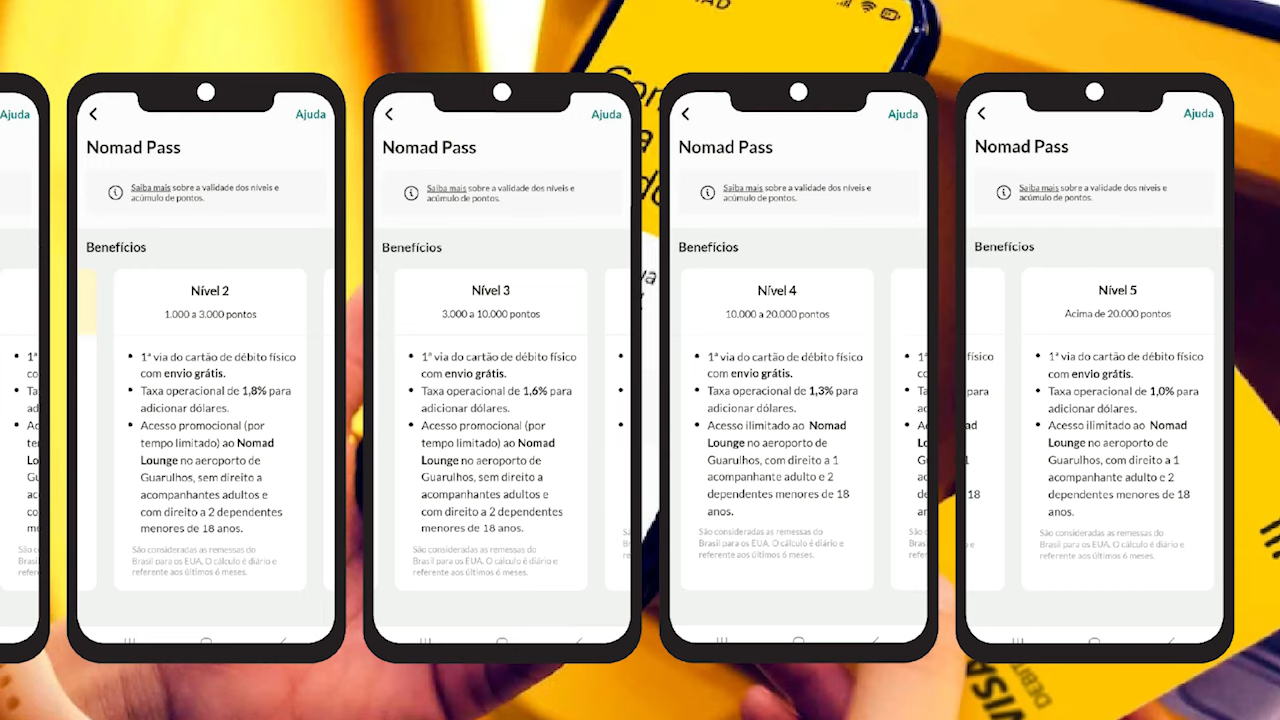 Ajuda
1ª
Ta
ad
Ac
te
Lo
Gu
ac
co
me
São c
Brasil
refere
Ajuda
Nomad Pass
Saiba mais sobre a validade dos níveis e
acúmulo de pontos.
Benefícios
Nível 2
1.000 a 3.000 pontos
• 1ª via do cartão de débito físico
com envio grátis.
• Taxa operacional de 1,8% para
adicionar dólares.
• Acesso promocional (por
tempo limitado) ao Nomad
Lounge no aeroporto de
Guarulhos, sem direito a
acompanhantes adultos e
com direito a 2 dependentes
menores de 18 anos.
São consideradas as remessas do
Brasil para os EUA. O cálculo é diário e
referente aos últimos 6 meses.
Ajuda
Nomad Pass
Saiba mais sobre a validade dos níveis e
acúmulo de pontos.
Benefícios
Nível 3
3.000 a 10.000 pontos
• 1ª via do cartão de débito físico
com envio grátis.
• Taxa operacional de 1,6% para
adicionar dólares.
• Acesso promocional (por
tempo limitado) ao Nomad
Lounge no aeroporto de
Guarulhos, sem direito a
acompanhantes adultos e
com direito a 2 dependentes
menores de 18 anos.
São consideradas as remessas do
Brasil para os EUA. O cálculo é diário e
referente aos últimos 6 meses.
Ajuda
Nomad Pass
Saiba mais sobre a validade dos níveis e
acúmulo de pontos.
Benefícios
Nível 4
10.000 a 20.000 pontos
• 1ª via do cartão de débito físico
com envio grátis.
• Taxa operacional de 1,3% para
adicionar dólares.
• Acesso ilimitado ao Nomad
Lounge no aeroporto de
Guarulhos, com direito a 1
acompanhante adulto e 2
dependentes menores de 18
anos.
São consideradas as remessas do
Brasil para os EUA. O cálculo é diário e
referente aos últimos 6 meses.
Ajuda
Nomad Pass
Saiba mais sobre a validade dos níveis e
acúmulo de pontos.
Benefícios
Nível 5
Acima de 20.000 pontos
• 1ª via do cartão de débito físico
com envio grátis.
• Taxa operacional de 1,0% para
adicionar dólares.
• Acesso ilimitado ao Nomad
Lounge no aeroporto de
Guarulhos, com direito a 1
acompanhante adulto e 2
dependentes menores de 18
anos.
São consideradas as remessas do
Brasil para os EUA. O cálculo é diário e
referente aos últimos 6 meses.
VISA